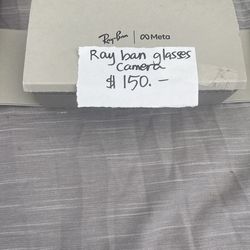 Ray-Ban | ∞ Meta
Ray ban glasses
camera
$150.-